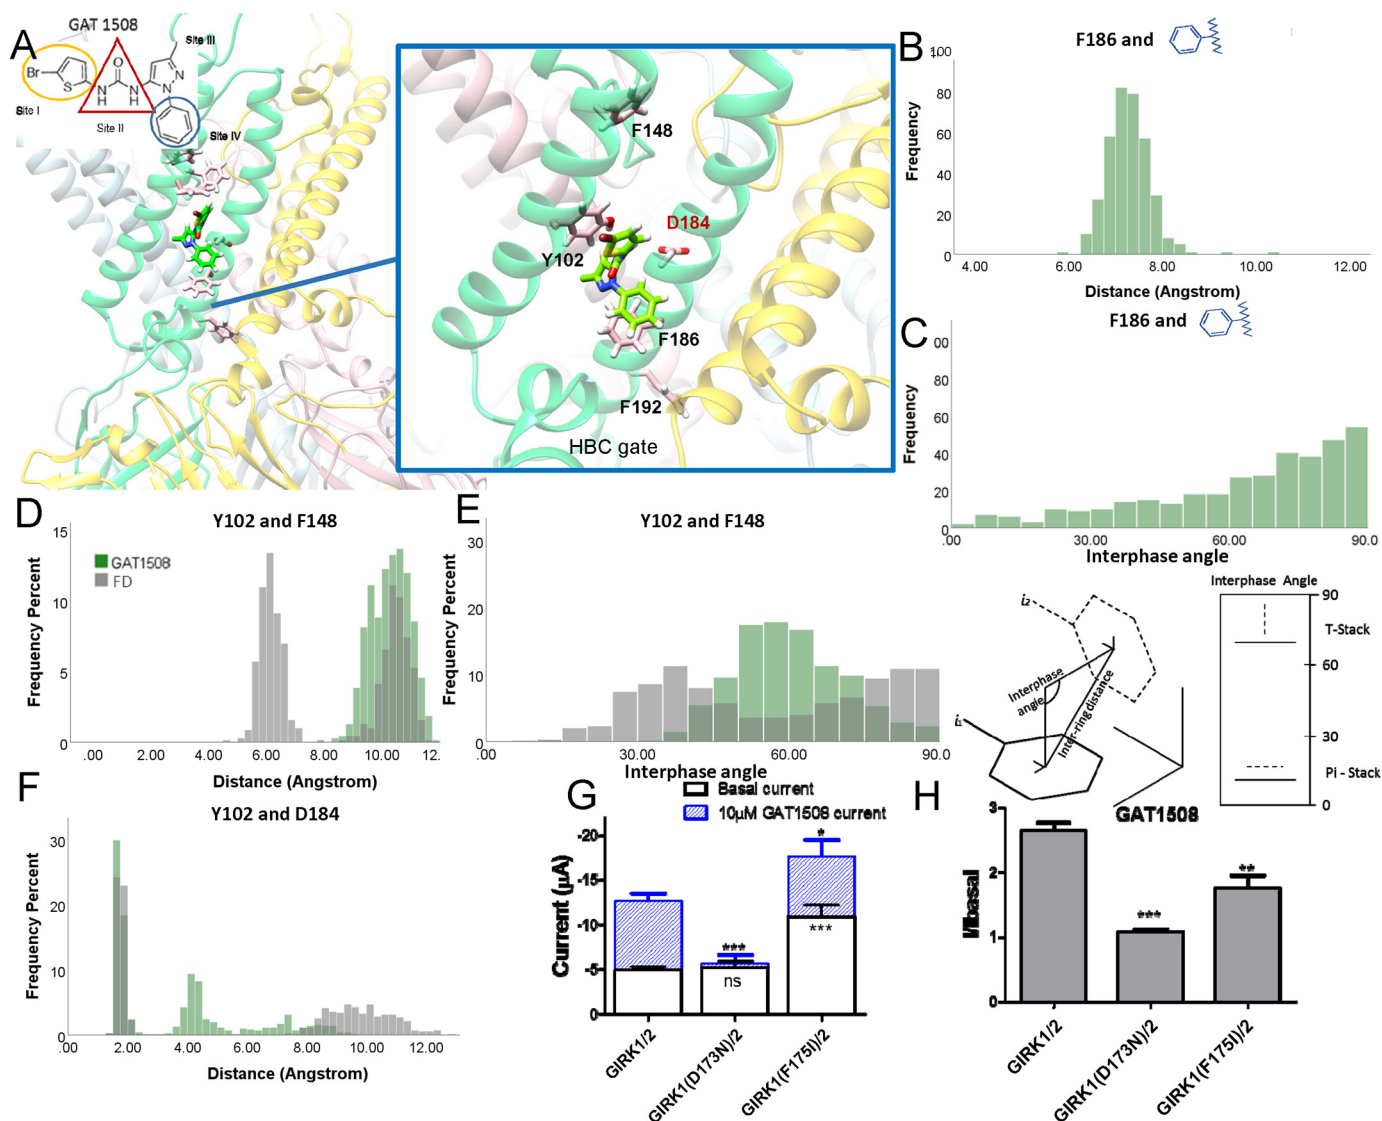 A
GAT 1508
Site III
Br
S
O
NH
NH
N
N
Site I
Site II
Site IV
F148
D184
Y102
F186
F192
HBC gate
B
F186 and
Frequency
100
80
60
40
20
0
4.00 6.00 8.00 10.00 12.00
Distance (Angstrom)
C
F186 and
Frequency
00
80
60
40
20
0
.00 30.00 60.00 90.0
Interphase angle
D
Y102 and F148
Frequency Percent
15
10
5
0
GAT1508
FD
.00 2.00 4.00 6.00 8.00 10.00 12.
Distance (Angstrom)
E
Y102 and F148
Frequency Percent
30
20
10
0
30.00 60.00 90.0
Interphase angle
i₂
Interphase
angle
Inter-ring distance
i₁
Interphase Angle
90
T-Stack
60
30
Pi - Stack
0
F
Y102 and D184
Frequency Percent
30
20
10
0
.00 2.00 4.00 6.00 8.00 10.00 12.00
Distance (Angstrom)
G
Basal current
10µM GAT1508 current
Current (µA)
-20
-15
-10
-5
0
***
ns
*
***
GIRK1/2
GIRK1(D173N)/2
GIRK1(F175I)/2
H
GAT1508
I/Ibasal
3
2
1
0
***
**
GIRK1/2
GIRK1(D173N)/2
GIRK1(F175I)/2